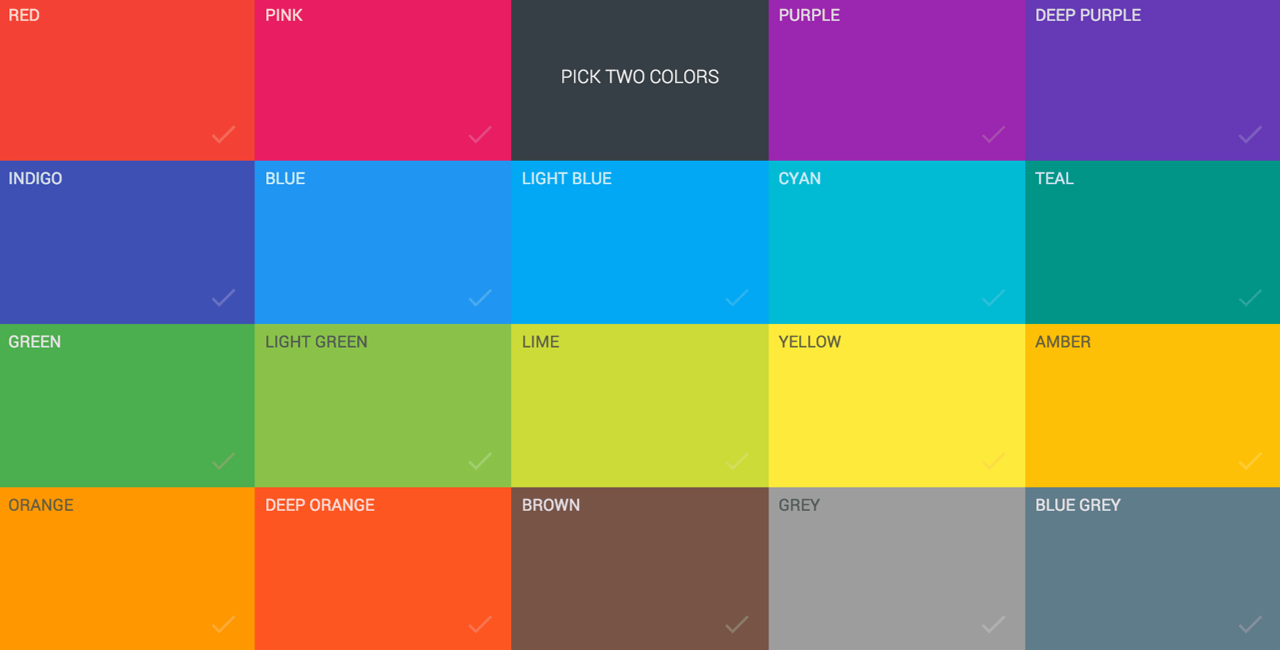 RED
PINK
PICK TWO COLORS
PURPLE
DEEP PURPLE
INDIGO
BLUE
LIGHT BLUE
CYAN
TEAL
GREEN
LIGHT GREEN
LIME
YELLOW
AMBER
ORANGE
DEEP ORANGE
BROWN
GREY
BLUE GREY